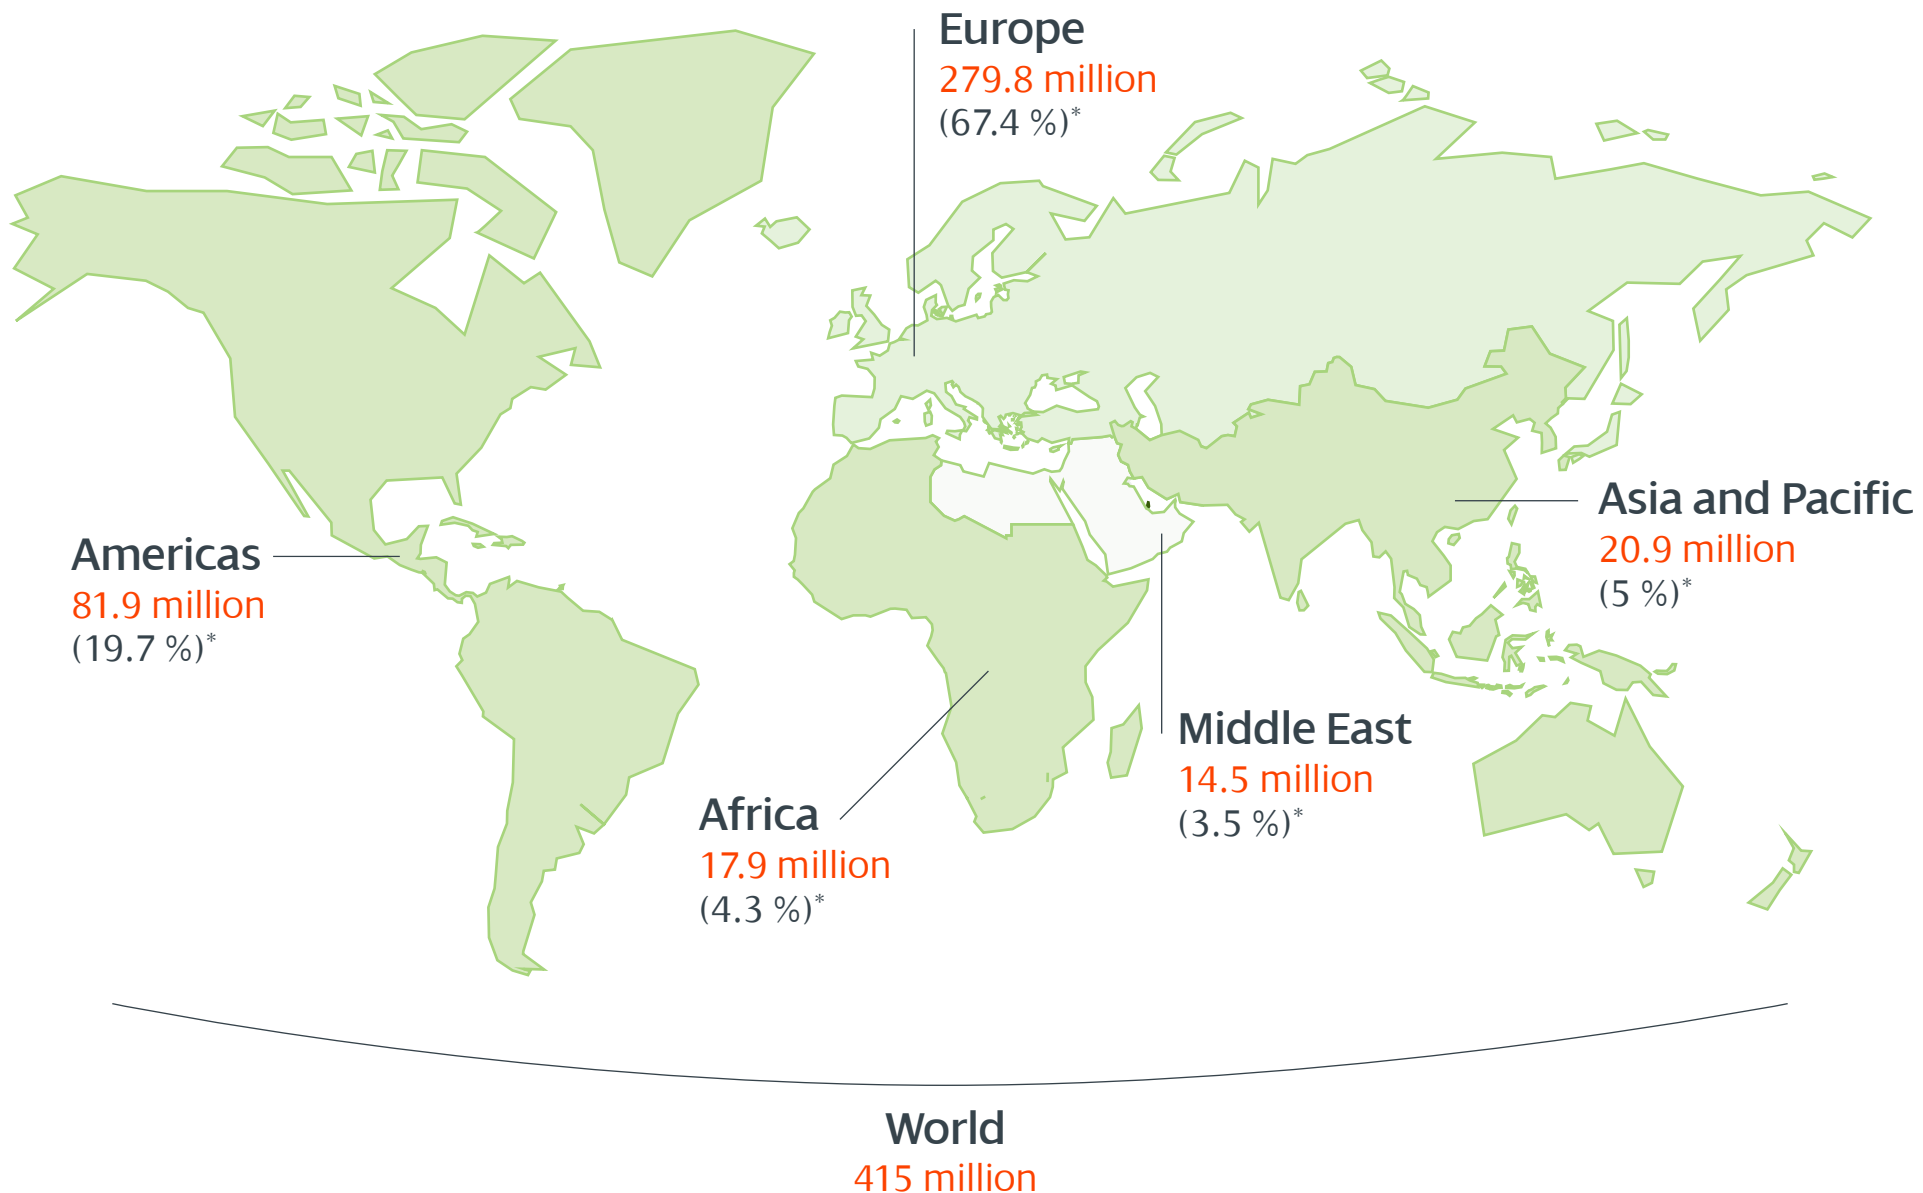 Europe
279.8 million
(67.4 %)*
Asia and Pacific
20.9 million
(5 %)*
Americas
81.9 million
(19.7 %)*
Middle East
14.5 million
(3.5 %)*
Africa
17.9 million
(4.3 %)*
World
415 million